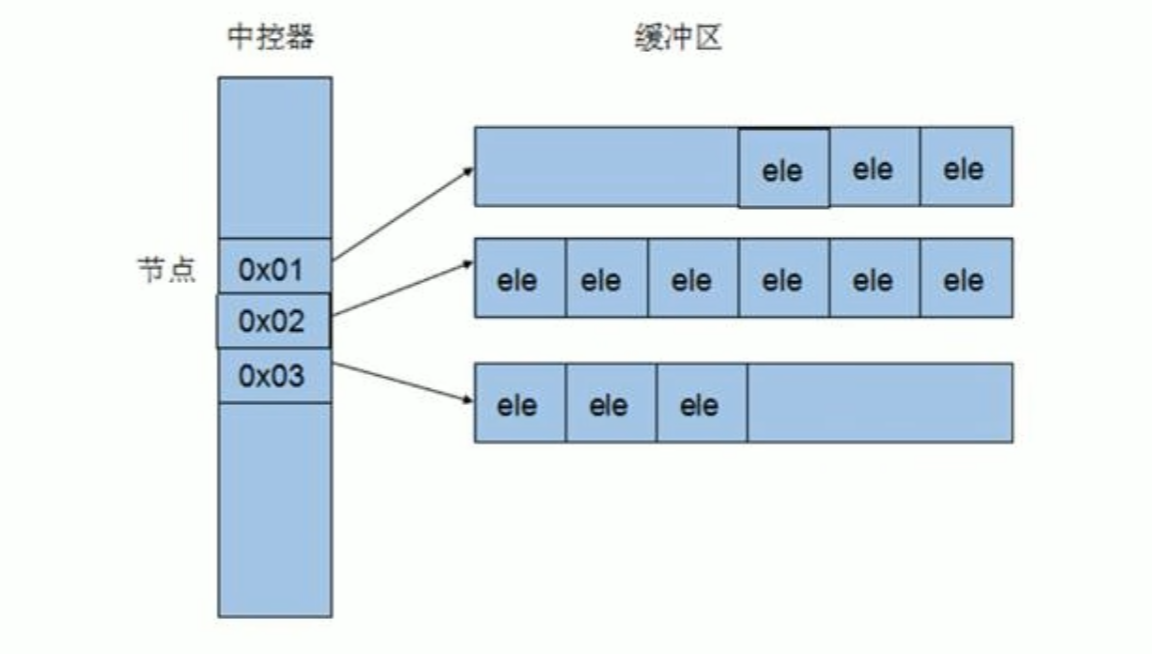 中控器
缓冲区
ele ele ele
节点
0x01
ele ele ele ele ele ele
0x02
0x03
ele ele ele